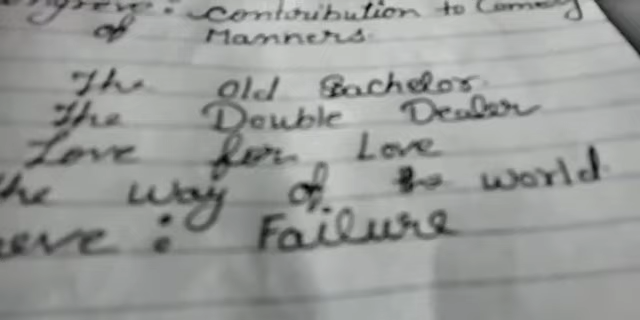 : contribution to Comedy
of Manners
The Old Bachelor.
The Double Dealer
Love for Love
the way of world
eve : Failure